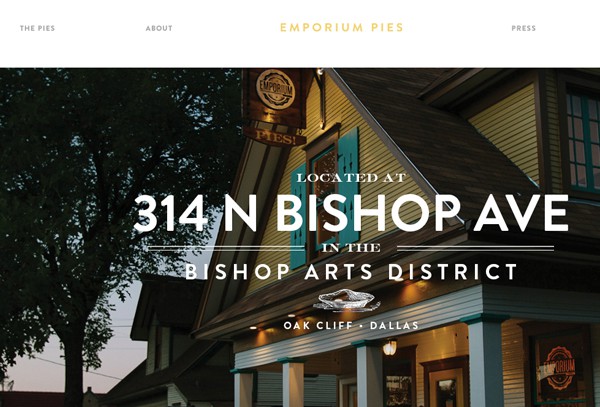 THE PIES
ABOUT
EMPORIUM PIES
PRESS
EMPORIUM
PIES!
LOCATED AT
314 N BISHOP AVE
IN THE
BISHOP ARTS DISTRICT
OAK CLIFF • DALLAS
EMPORIUM